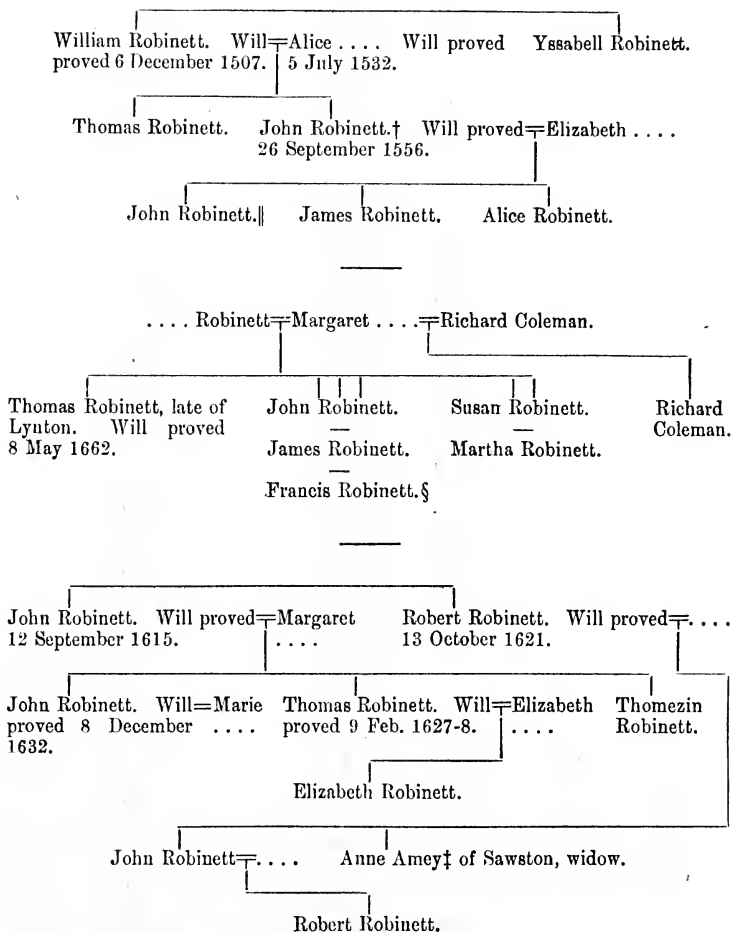 William Robinett. Will=Alice . . . . Will proved Yssabell Robinett.
proved 6 December 1507. 5 July 1532.
Thomas Robinett. John Robinett.† Will proved=Elizabeth . . . .
26 September 1556.
John Robinett.‖ James Robinett. Alice Robinett.
. . . . Robinett=Margaret . . . .=Richard Coleman.
Thomas Robinett, late of John Robinett. Susan Robinett. Richard
Lynton. Will proved — — Coleman.
8 May 1662. James Robinett. Martha Robinett.
—
Francis Robinett.§
John Robinett. Will proved=Margaret Robert Robinett. Will proved=. . . .
12 September 1615. . . . . 13 October 1621.
John Robinett. Will=Marie Thomas Robinett. Will=Elizabeth Thomezin
proved 8 December . . . . proved 9 Feb. 1627-8. . . . . Robinett.
1632.
Elizabeth Robinett.
John Robinett=. . . . Anne Amey‡ of Sawston, widow.
Robert Robinett.